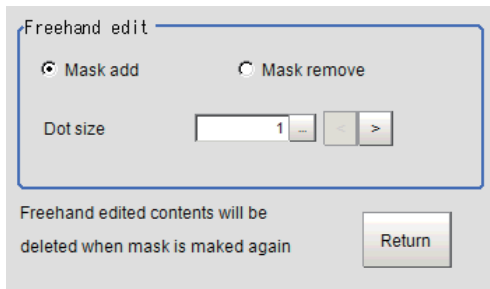 Freehand edit
Mask add Mask remove
Dot size 1 ... < >
Freehand edited contents will be
deleted when mask is maked again
Return